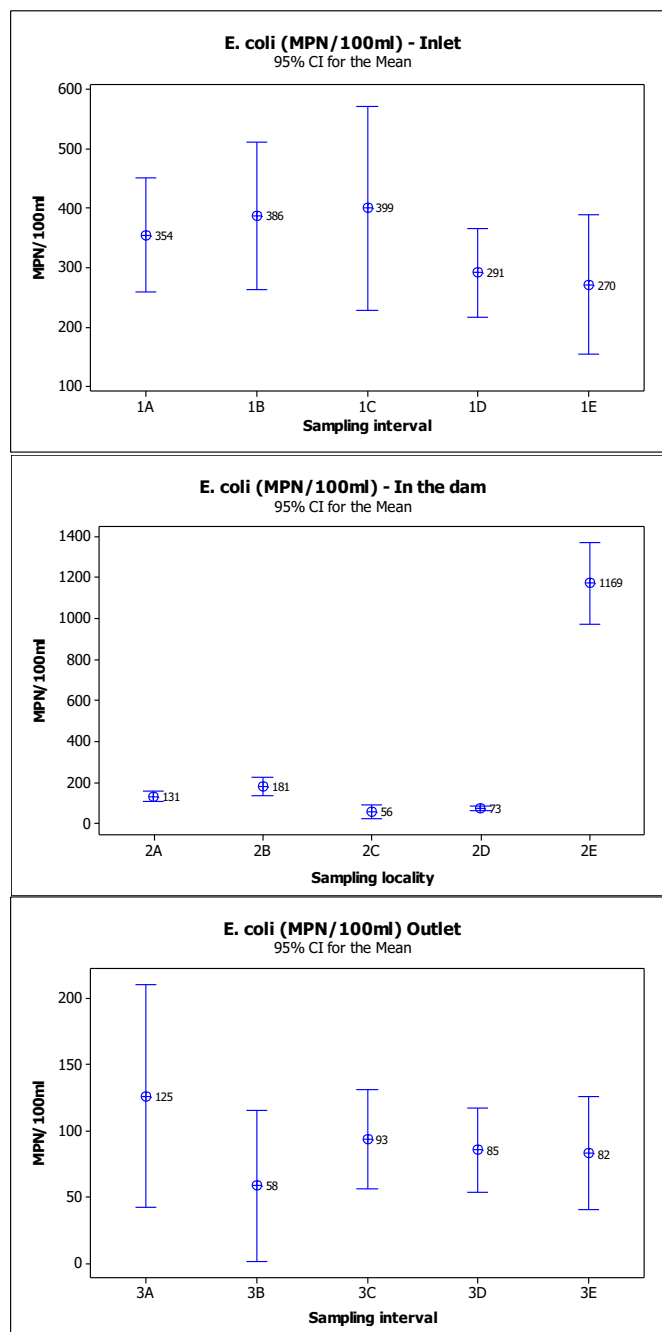 E. coli (MPN/100ml) - Inlet
95% CI for the Mean
600
500
400
300
200
100
MPN/100ml
354
386
399
291
270
1A 1B 1C 1D 1E
Sampling interval
E. coli (MPN/100ml) - In the dam
95% CI for the Mean
1400
1200
1000
800
600
400
200
0
MPN/100ml
131
181
56
73
1169
2A 2B 2C 2D 2E
Sampling locality
E. coli (MPN/100ml) Outlet
95% CI for the Mean
200
150
100
50
0
MPN/100ml
125
58
93
85
82
3A 3B 3C 3D 3E
Sampling interval